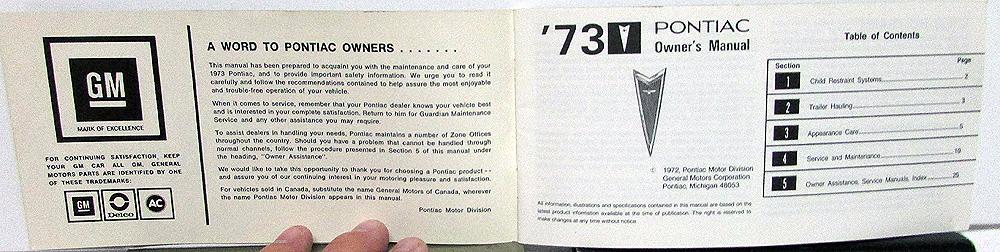 GM
MARK OF EXCELLENCE
FOR CONTINUING SATISFACTION, KEEP
YOUR GM CAR ALL GM. GENERAL
MOTORS PARTS ARE IDENTIFIED BY ONE
OF THESE TRADEMARKS:
GM
Delco
AC
A WORD TO PONTIAC OWNERS . . . . . . .
This manual has been prepared to acquaint you with the maintenance and care of your
1973 Pontiac, and to provide important safety information. We urge you to read it
carefully and follow the recommendations contained to help assure the most enjoyable
and trouble-free operation of your vehicle.
When it comes to service, remember that your Pontiac dealer knows your vehicle best
and is interested in your complete satisfaction. Return to him for Guardian Maintenance
Service and any other assistance you may require.
To assist dealers in handling your needs, Pontiac maintains a number of Zone Offices
throughout the country. Should you have a problem that cannot be handled through
normal channels, follow the procedure presented in Section 5 of this manual under
the heading, "Owner Assistance".
We would like to take this opportunity to thank you for choosing a Pontiac product --
and assure you of our continuing interest in your motoring pleasure and satisfaction.
For vehicles sold in Canada, substitute the name General Motors of Canada, wherever
the name Pontiac Motor Division appears in this manual.
Pontiac Motor Division
'73 PONTIAC
Owner's Manual
© 1972, Pontiac Motor Division
General Motors Corporation
Pontiac, Michigan 48053
All information, illustrations and specifications contained in this manual are based on the
latest product information available at the time of publication. The right is reserved to
make changes at any time without notice.
Table of Contents
Section Page
1 Child Restraint Systems 2
2 Trailer Hauling 3
3 Appearance Care 5
4 Service and Maintenance 19
5 Owner Assistance, Service Manuals, Index 25